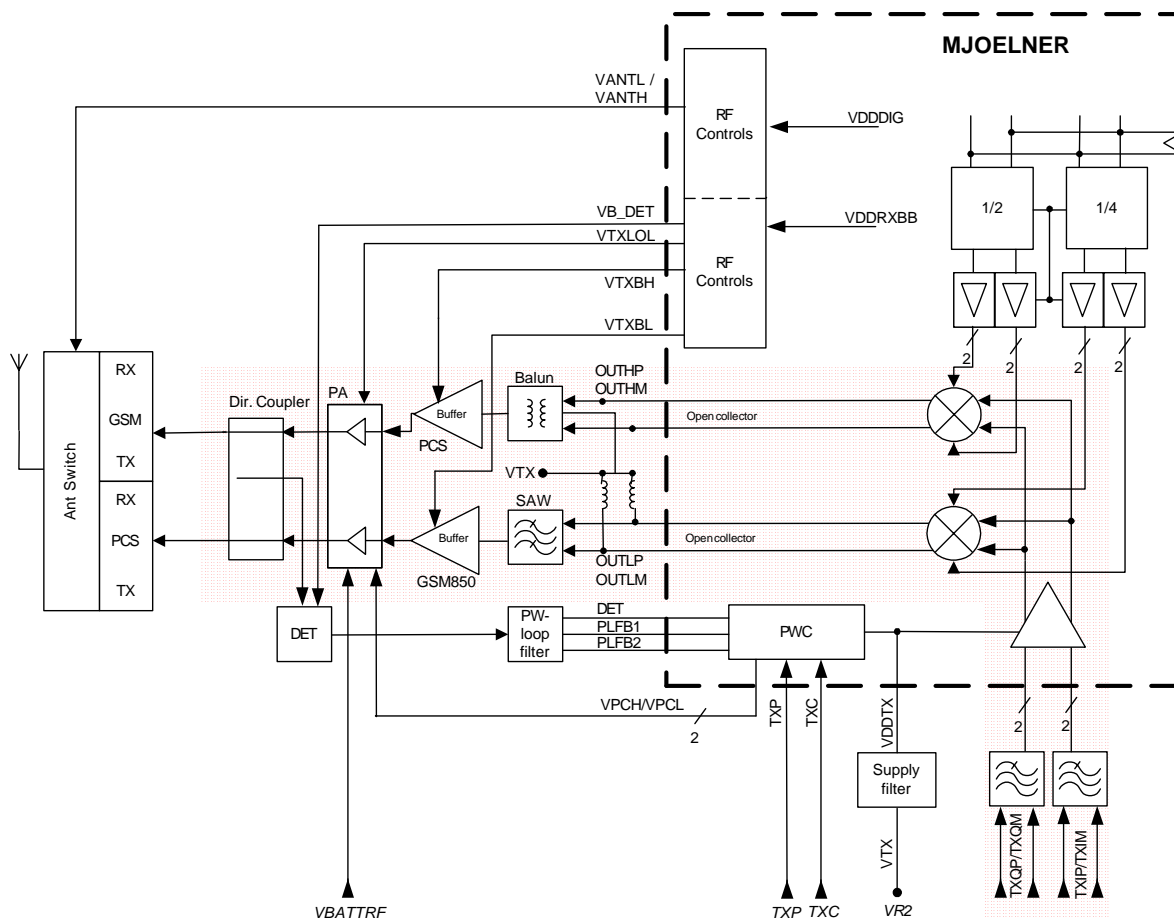 MJOELNER
VANTL /
VANTH
RF
Controls
VDDDIG
VB_DET
VTXLOL
VTXBH
VTXBL
RF
Controls
VDDRXBB
1/2
1/4
2
2
2
2
Ant Switch
RX
GSM
TX
RX
PCS
TX
Dir. Coupler
PA
Buffer
PCS
Balun
OUTHP
OUTHM
Open collector
VTX
SAW
Buffer
GSM850
OUTLP
OUTLM
Open collector
DET
PW-
loop
filter
DET
PLFB1
PLFB2
PWC
VPCH/VPCL
2
TXP
TXC
VDDTX
Supply
filter
VTX
2
2
TXQP/TXQM
TXIP/TXIM
VBATTRF
TXP
TXC
VR2